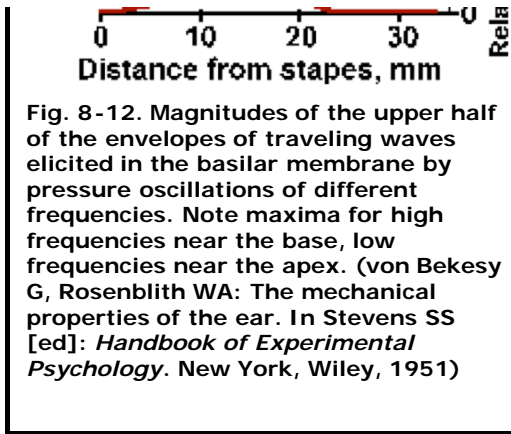 0
0 10 20 30
Rela
Distance from stapes, mm
Fig. 8-12. Magnitudes of the upper half
of the envelopes of traveling waves
elicited in the basilar membrane by
pressure oscillations of different
frequencies. Note maxima for high
frequencies near the base, low
frequencies near the apex. (von Bekesy
G, Rosenblith WA: The mechanical
properties of the ear. In Stevens SS
[ed]: Handbook of Experimental
Psychology. New York, Wiley, 1951)